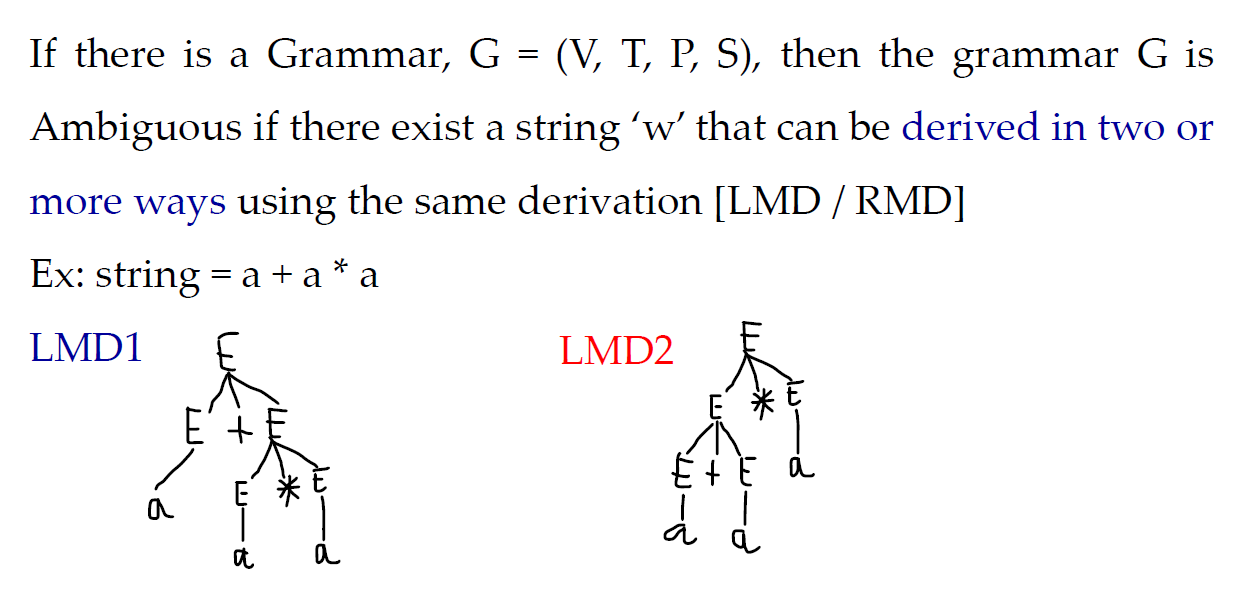 If there is a Grammar, G = (V, T, P, S), then the grammar G is
Ambiguous if there exist a string ‘w’ that can be derived in two or
more ways using the same derivation [LMD / RMD]
Ex: string = a + a * a
LMD1
E
E + E
a E * E
a a
LMD2
E
E * E
E + E a
a a